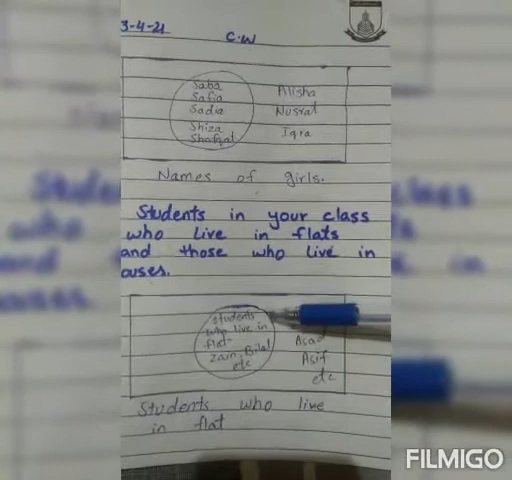 3-4-21
C.W
Saba
Safia
Sadia
Shiza
Shafqat
Alisha
Nusrat
Iqra
Names of girls.
Students in your class
who live in flats
and those who live in
ouses.
Students
who live in
flat
Zain, Bilal
etc
Asad
Asif
etc
Students who live
in flat
FILMIGO